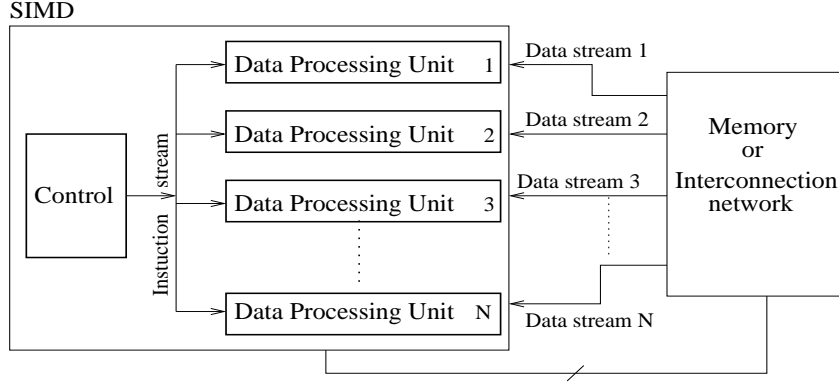 SIMD
Data Processing Unit 1
Data stream 1
Data Processing Unit 2
Data stream 2
Control
Instuction stream
Data Processing Unit 3
Data stream 3
Memory
or
Interconnection
network
Data Processing Unit N
Data stream N